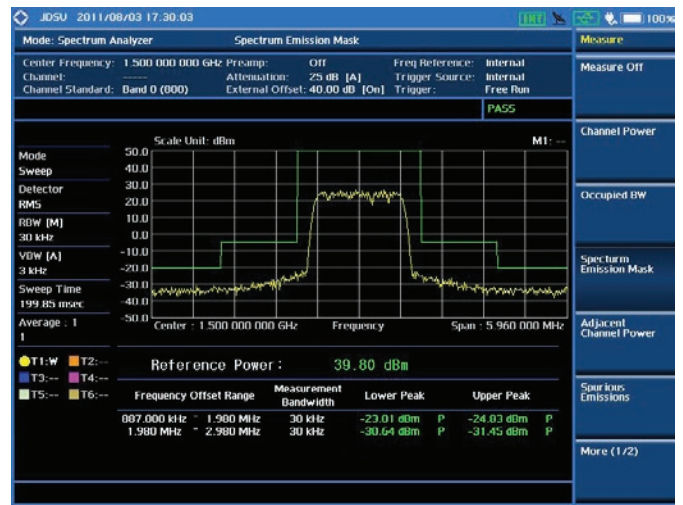 JDSU 2011/08/03 17:30:03
INT 100%
Mode: Spectrum Analyzer Spectrum Emission Mask
Measure
Center Frequency: 1.500 000 000 GHz Preamp: Off Freq Reference: Internal
Channel: ----- Attenuation: 25 dB [A] Trigger Source: Internal
Channel Standard: Band 0 (800) External Offset: 40.00 dB [On] Trigger: Free Run
PASS
Measure Off
Channel Power
Occupied BW
Specturm
Emission Mask
Adjacent
Channel Power
Spurious
Emissions
More (1/2)
Scale Unit: dBm M1: --
Mode
Sweep
Detector
RMS
RBW [M]
30 kHz
VBW [A]
3 kHz
Sweep Time
199.85 msec
Average : 1
1
T1:W T2:--
T3:-- T4:--
T5:-- T6:--
50.0
40.0
30.0
20.0
10.0
0.0
-10.0
-20.0
-30.0
-40.0
-50.0
Center : 1.500 000 000 GHz Frequency Span : 5.960 000 MHz
Reference Power: 39.80 dBm
Frequency Offset Range Measurement Bandwidth Lower Peak Upper Peak
887.000 kHz ~ 1.980 MHz 30 kHz -23.01 dBm P -24.83 dBm P
1.980 MHz ~ 2.980 MHz 30 kHz -30.64 dBm P -31.45 dBm P